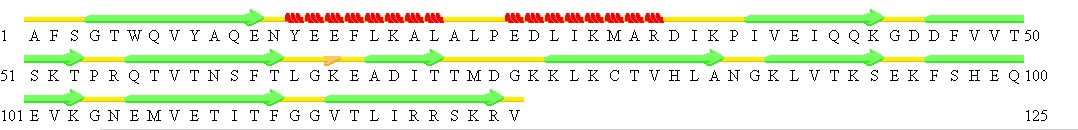 1 A F S G T W Q V Y A Q E N Y E E F L K A L A L P E D L I K M A R D I K P I V E I Q Q K G D D F V V T 50
51 S K T P R Q T V T N S F T L G K E A D I T T M D G K K L K C T V H L A N G K L V T K S E K F S H E Q 100
101 E V K G N E M V E T I T F G G V T L I R R S K R V 125